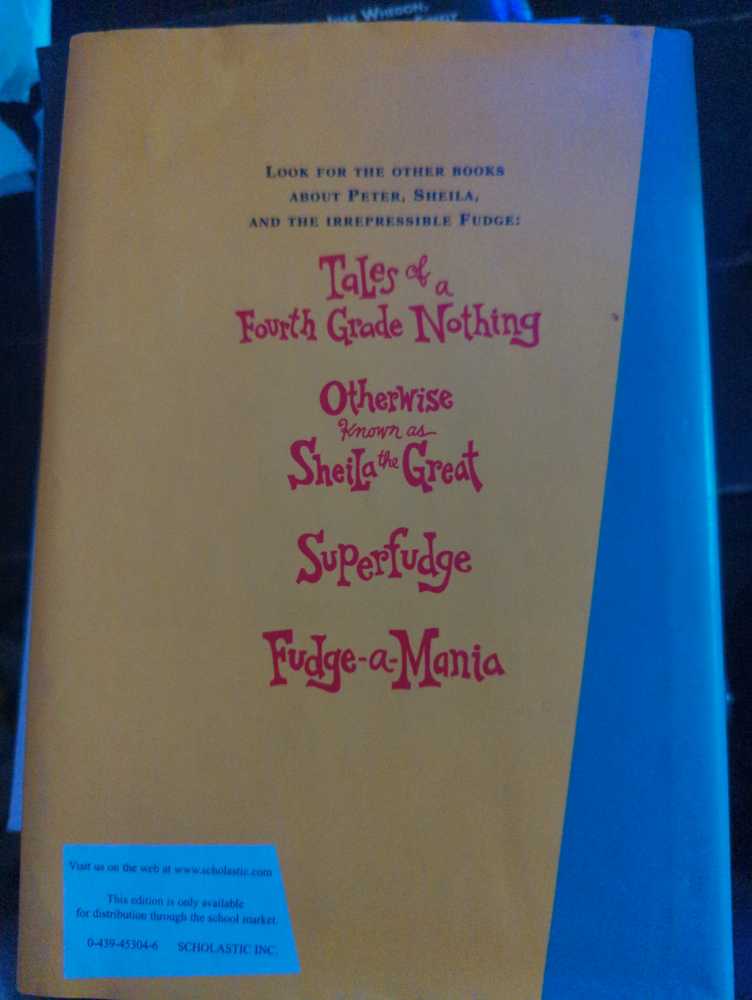 JOSS WHEDON,
LOOK FOR THE OTHER BOOKS
ABOUT PETER, SHEILA,
AND THE IRREPRESSIBLE FUDGE:
Tales of a
Fourth Grade Nothing
Otherwise
Known as
Sheila the Great
Superfudge
Fudge-a-Mania
Visit us on the web at www.scholastic.com
This edition is only available
for distribution through the school market.
0-439-45304-6 SCHOLASTIC INC.